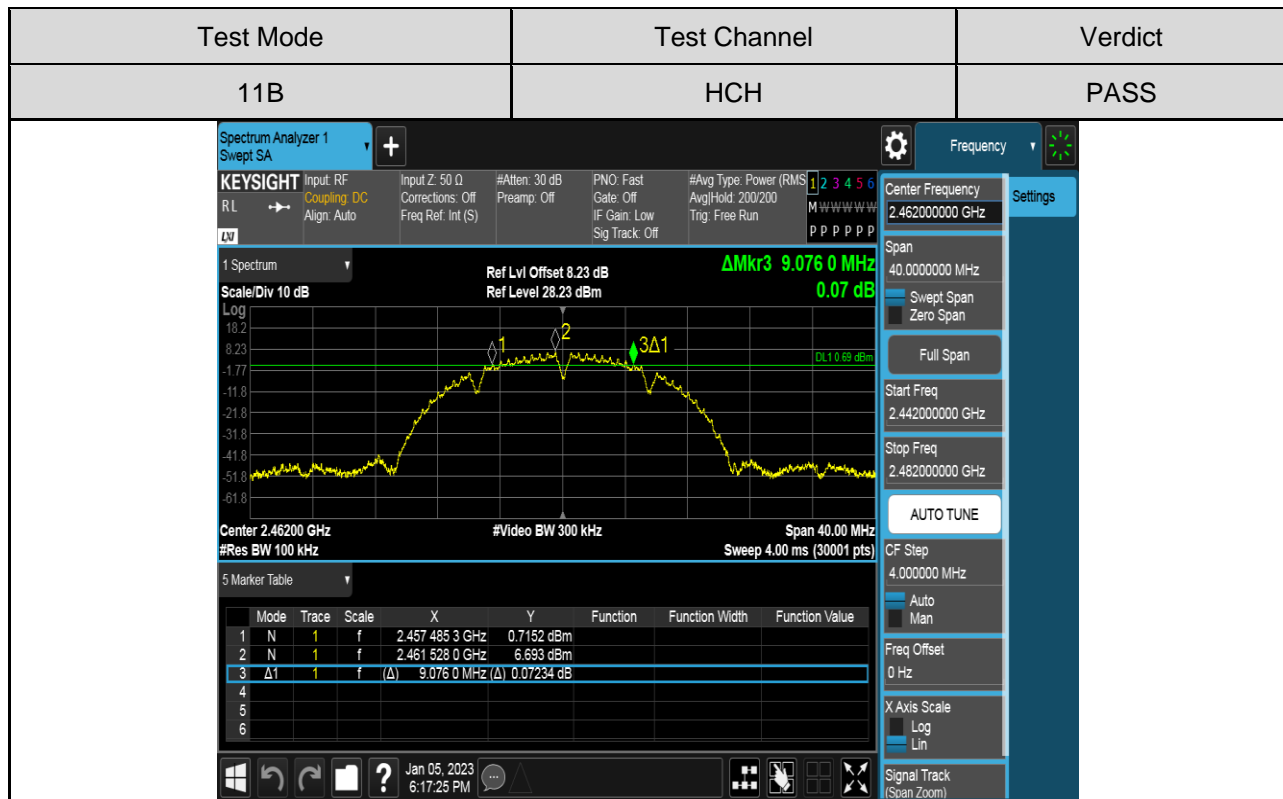 Test Mode Test Channel Verdict
11B HCH PASS
Spectrum Analyzer 1
Swept SA
+
Frequency
KEYSIGHT Input: RF Input Z: 50 Ω #Atten: 30 dB PNO: Fast #Avg Type: Power (RMS 1 2 3 4 5 6
RL Coupling: DC Corrections: Off Preamp: Off Gate: Off Avg|Hold: 200/200 M W W W W W
Align: Auto Freq Ref: Int (S) IF Gain: Low Trig: Free Run
LXI Sig Track: Off P P P P P P
1 Spectrum Ref Lvl Offset 8.23 dB ΔMkr3 9.076 0 MHz
Scale/Div 10 dB Ref Level 28.23 dBm 0.07 dB
Log
18.2
8.23
-1.77
-11.8
-21.8
-31.8
-41.8
-51.8
-61.8
1
2
3Δ1
DL1 0.69 dBm
Center 2.46200 GHz #Video BW 300 kHz Span 40.00 MHz
#Res BW 100 kHz Sweep 4.00 ms (30001 pts)
5 Marker Table
Mode Trace Scale X Y Function Function Width Function Value
1 N 1 f 2.457 485 3 GHz 0.7152 dBm
2 N 1 f 2.461 528 0 GHz 6.693 dBm
3 Δ1 1 f (Δ) 9.076 0 MHz (Δ) 0.07234 dB
4
5
6
?
Jan 05, 2023
6:17:25 PM
Center Frequency
2.462000000 GHz
Settings
Span
40.0000000 MHz
Swept Span
Zero Span
Full Span
Start Freq
2.442000000 GHz
Stop Freq
2.482000000 GHz
AUTO TUNE
CF Step
4.000000 MHz
Auto
Man
Freq Offset
0 Hz
X Axis Scale
Log
Lin
Signal Track
(Span Zoom)